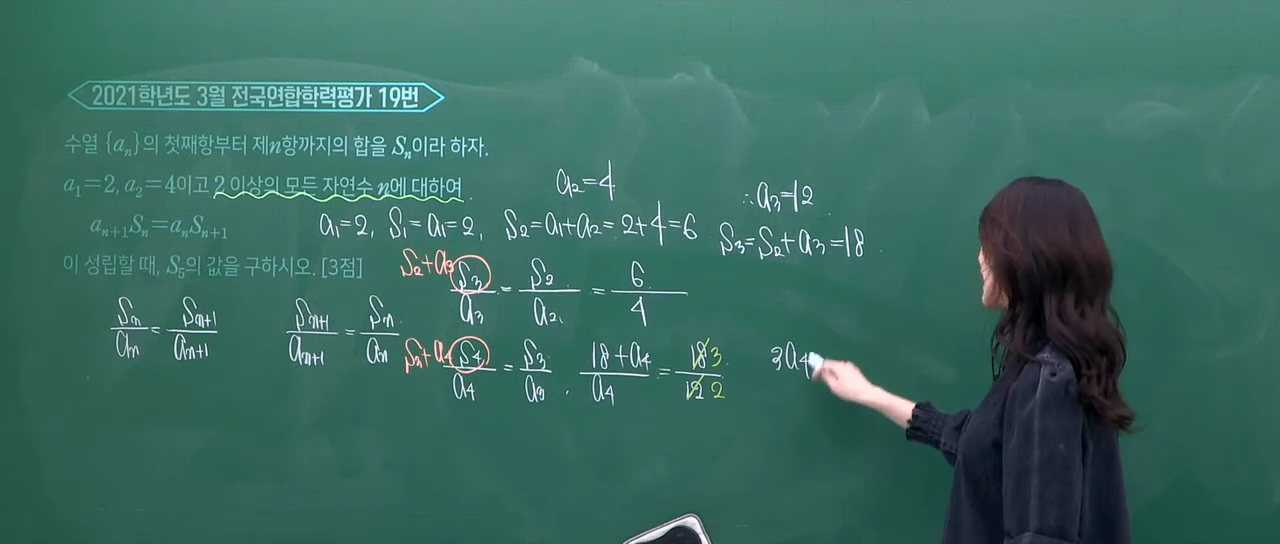 2021학년도 3월 전국연합학력평가 19번
수열 {aₙ}의 첫째항부터 제n항까지의 합을 Sₙ이라 하자.
a₁=2, a₂=4이고 2 이상의 모든 자연수 n에 대하여
aₙ₊₁Sₙ=aₙSₙ₊₁
이 성립할 때, S₅의 값을 구하시오. [3점]
a₂=4
a₁=2, S₁=a₁=2, S₂=a₁+a₂=2+4=6
∴a₃=12
S₃=S₂+a₃=18
S₂+a₃
S₃/a₃ = S₂/a₂ = 6/4
Sₙ/aₙ = Sₙ₊₁/aₙ₊₁
Sₙ₊₁/aₙ₊₁ = Sₙ/aₙ
S₃+a₄
S₄/a₄ = S₃/a₃ . 18+a₄/a₄ = 18/12 3/2
3a₄